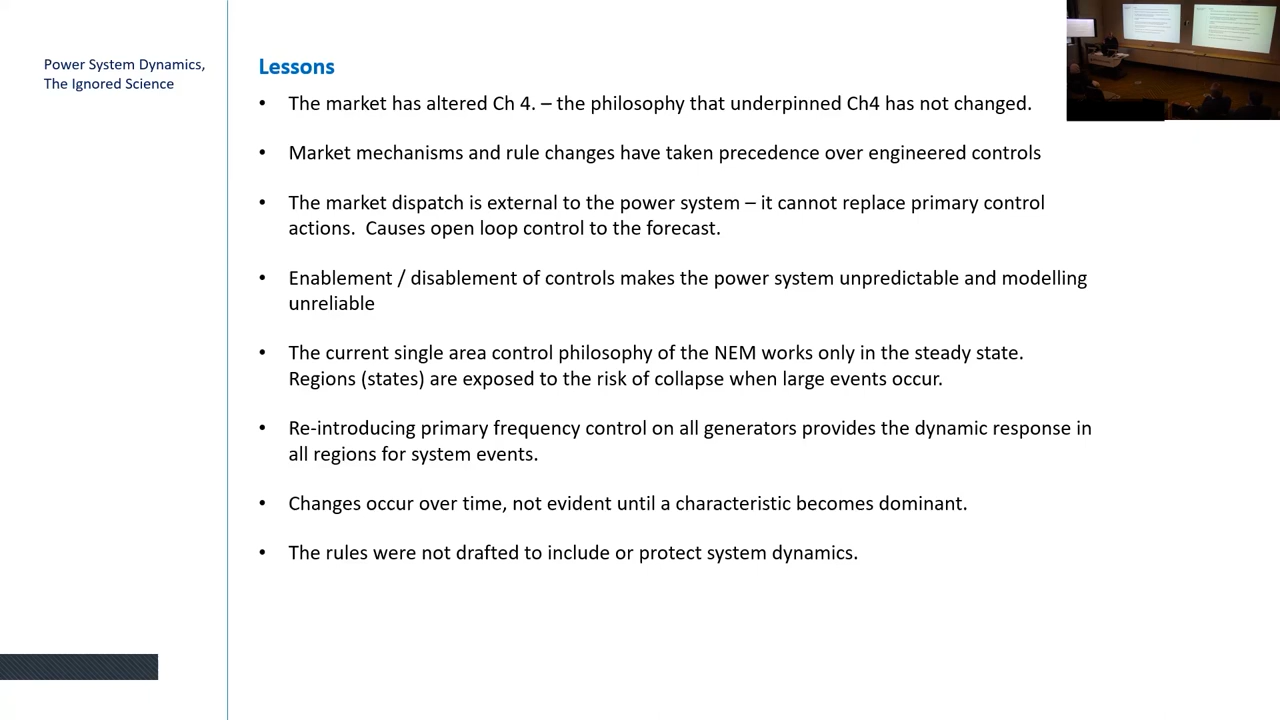 Power System Dynamics,
The Ignored Science
Lessons
• The market has altered Ch 4. – the philosophy that underpinned Ch4 has not changed.
• Market mechanisms and rule changes have taken precedence over engineered controls
• The market dispatch is external to the power system – it cannot replace primary control
actions.  Causes open loop control to the forecast.
• Enablement / disablement of controls makes the power system unpredictable and modelling
unreliable
• The current single area control philosophy of the NEM works only in the steady state.
Regions (states) are exposed to the risk of collapse when large events occur.
• Re-introducing primary frequency control on all generators provides the dynamic response in
all regions for system events.
• Changes occur over time, not evident until a characteristic becomes dominant.
• The rules were not drafted to include or protect system dynamics.